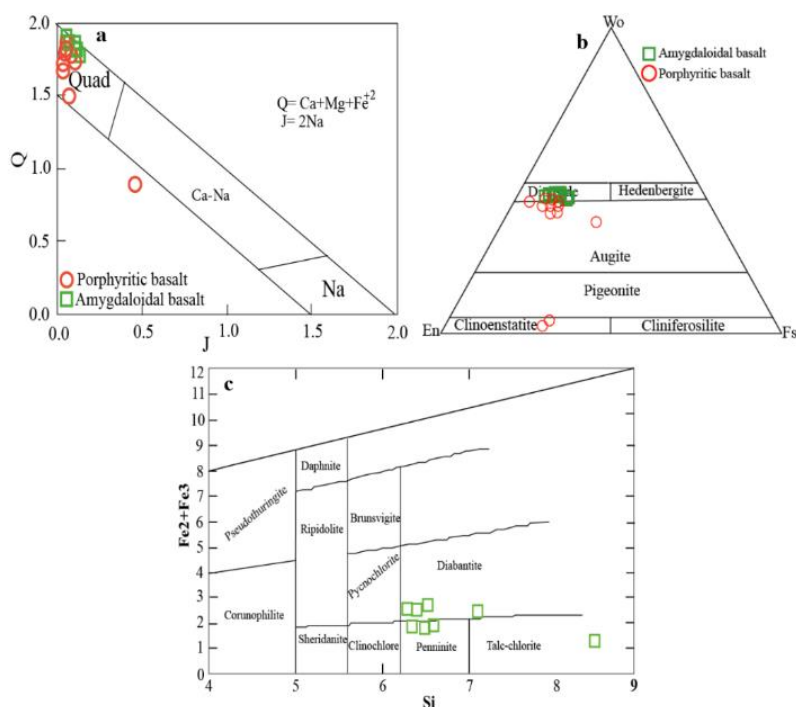 a
2.0
1.5
1.0
0.5
0.0
Q
Quad
Q= Ca+Mg+Fe+2
J= 2Na
Ca-Na
Na
Porphyritic basalt
Amygdaloidal basalt
0.0 0.5 1.0 1.5 2.0
J
b
Wo
Amygdaloidal basalt
Porphyritic basalt
Diopside Hedenbergite
Augite
Pigeonite
Clinoenstatite Cliniferosilite
En Fs
c
12
11
10
9
8
7
6
5
4
3
2
1
0
Fe2+Fe3
Daphnite
Pseudothuringite
Ripidolite
Brunsvigite
Pycnochlorite
Diabantite
Corunophilite
Sheridanite
Clinochlore
Penninite
Talc-chlorite
4 5 6 7 8 9
Si